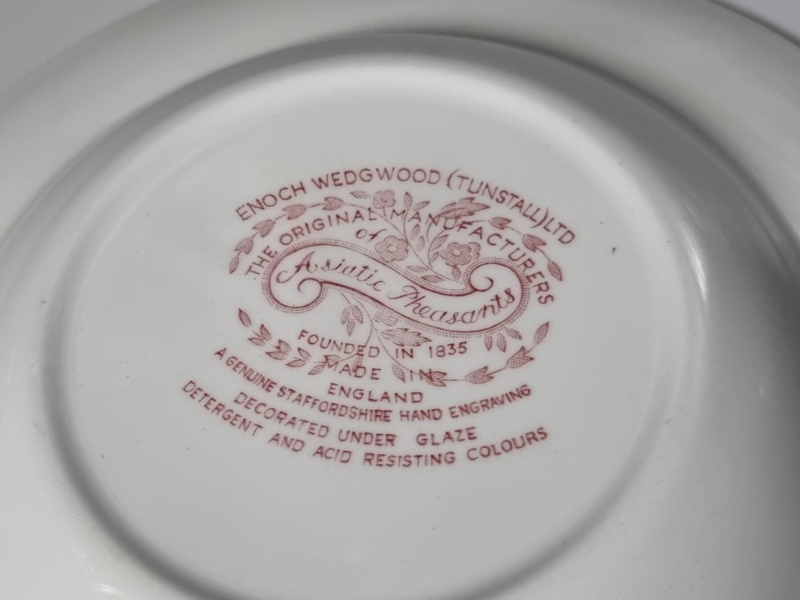 ENOCH WEDGWOOD (TUNSTALL) LTD
THE ORIGINAL MANUFACTURERS
of
Asiatic Pheasants
FOUNDED IN 1835
MADE IN
ENGLAND
A GENUINE STAFFORDSHIRE HAND ENGRAVING
DECORATED UNDER GLAZE
DETERGENT AND ACID RESISTING COLOURS